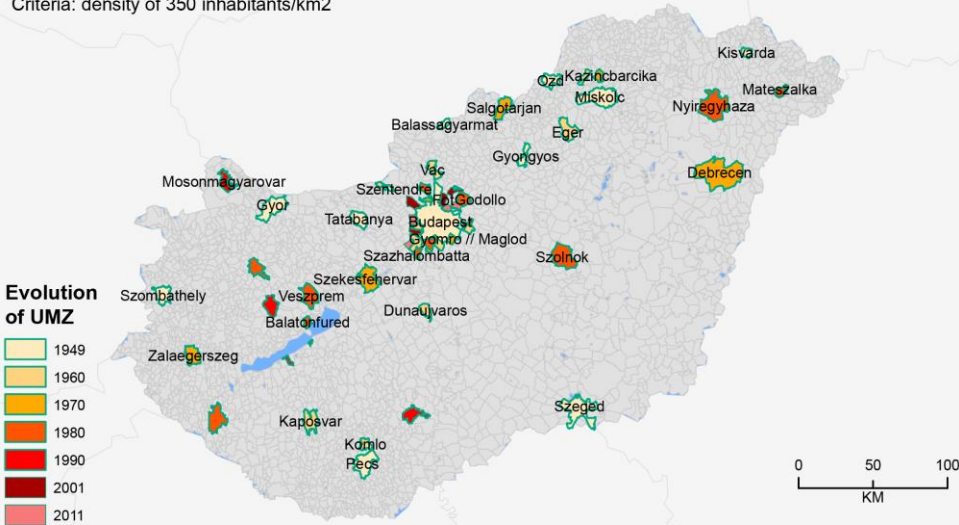 Criteria: density of 350 inhabitants/km2
Kisvarda
Ozd
Kazincbarcika
Mateszalka
Miskolc
Salgotarjan
Nyiregyhaza
Balassagyarmat
Eger
Gyongyos
Vac
Debrecen
Mosonmagyarovar
Szentendre
Fot
Godollo
Gyor
Tatabanya
Budapest
Gyomro // Maglod
Szazhalombatta
Szolnok
Szekesfehervar
Szombathely
Veszprem
Dunaujvaros
Balatonfured
Zalaegerszeg
Szeged
Kaposvar
Komlo
Pecs
Evolution
of UMZ
1949
1960
1970
1980
1990
2001
2011
0 50 100
KM